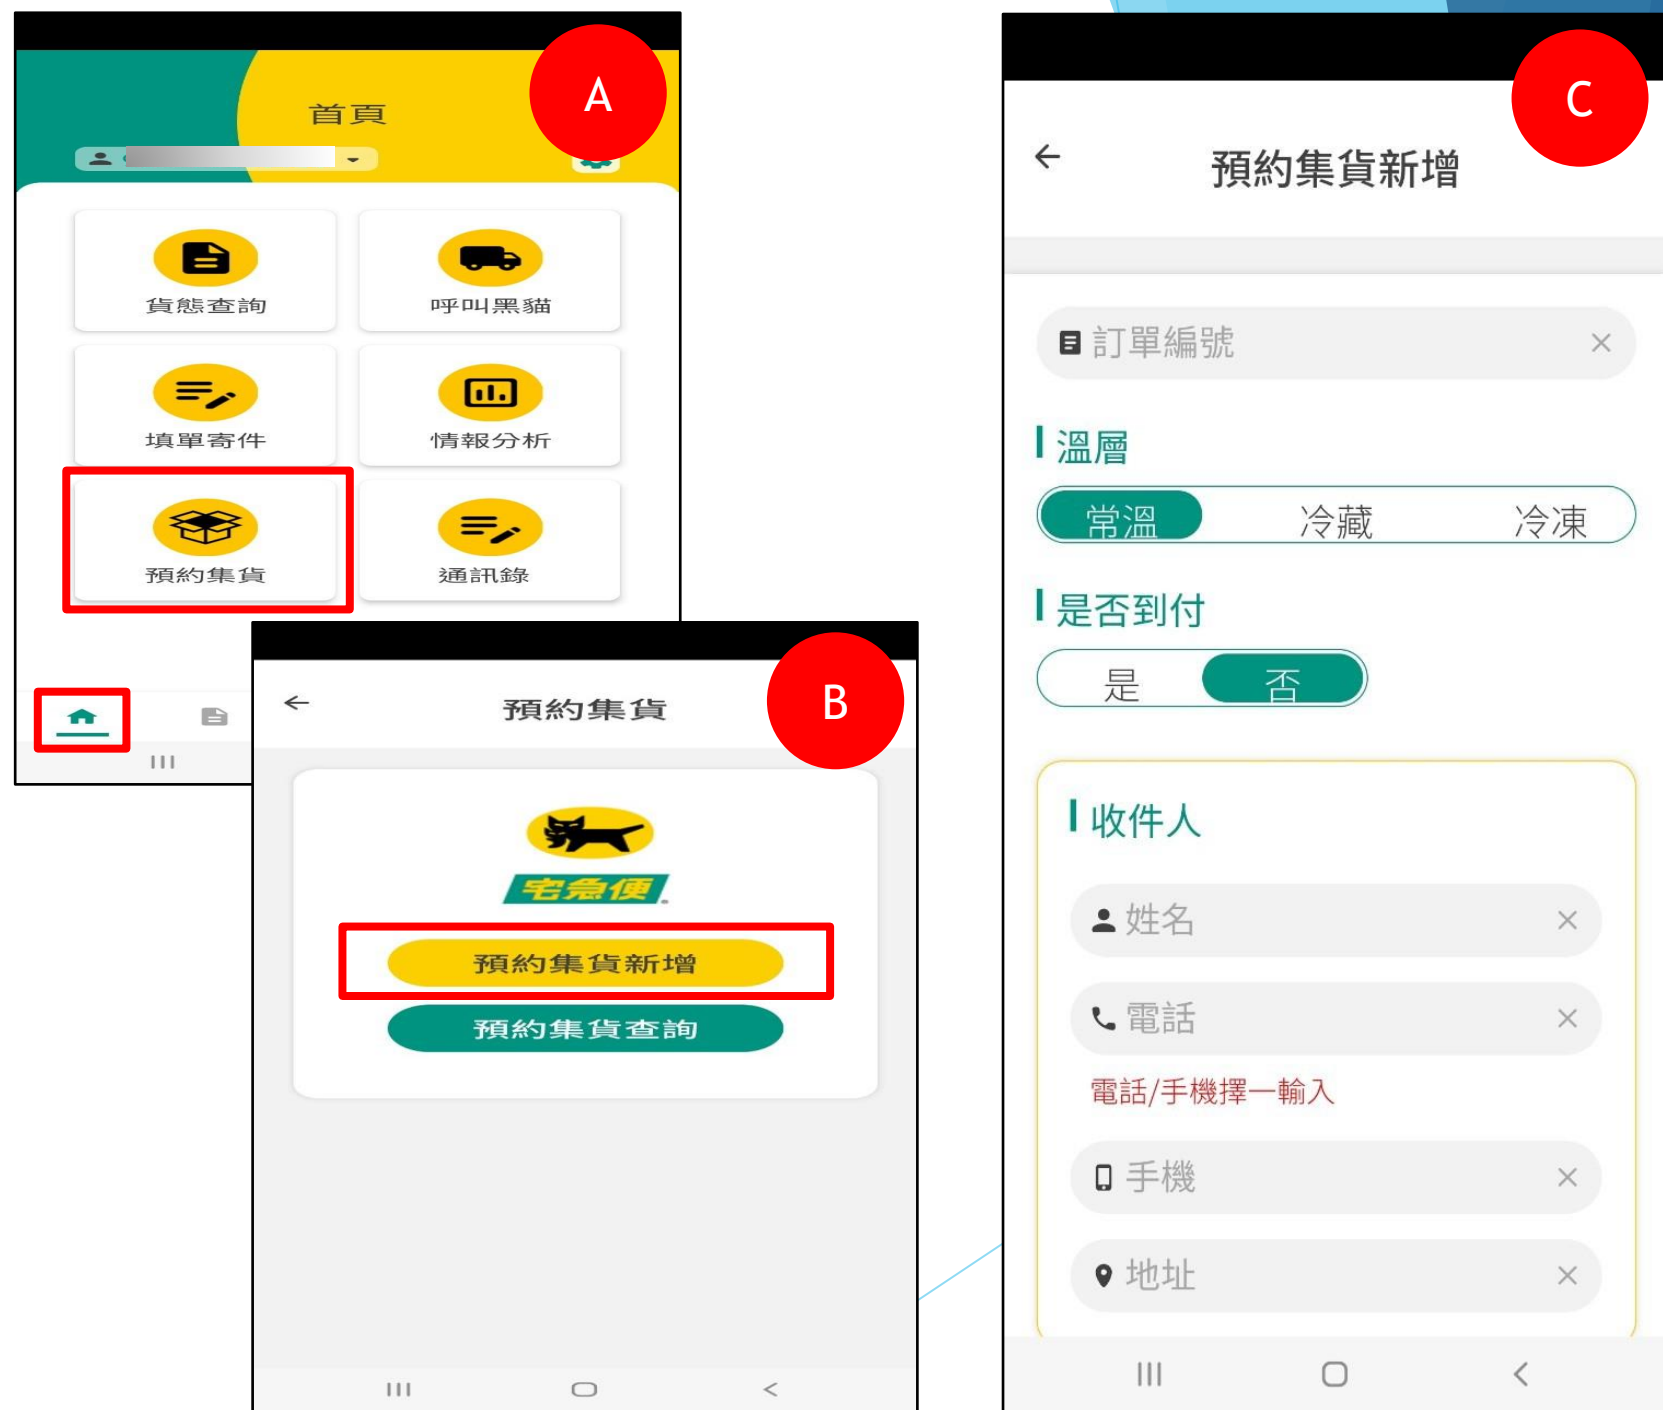 A
首頁
貨態查詢
呼叫黑貓
填單寄件
情報分析
預約集貨
通訊錄
B
預約集貨
宅急便
預約集貨新增
預約集貨查詢
C
預約集貨新增
訂單編號
溫層
常溫 冷藏 冷凍
是否到付
是 否
收件人
姓名
電話
電話/手機擇一輸入
手機
地址